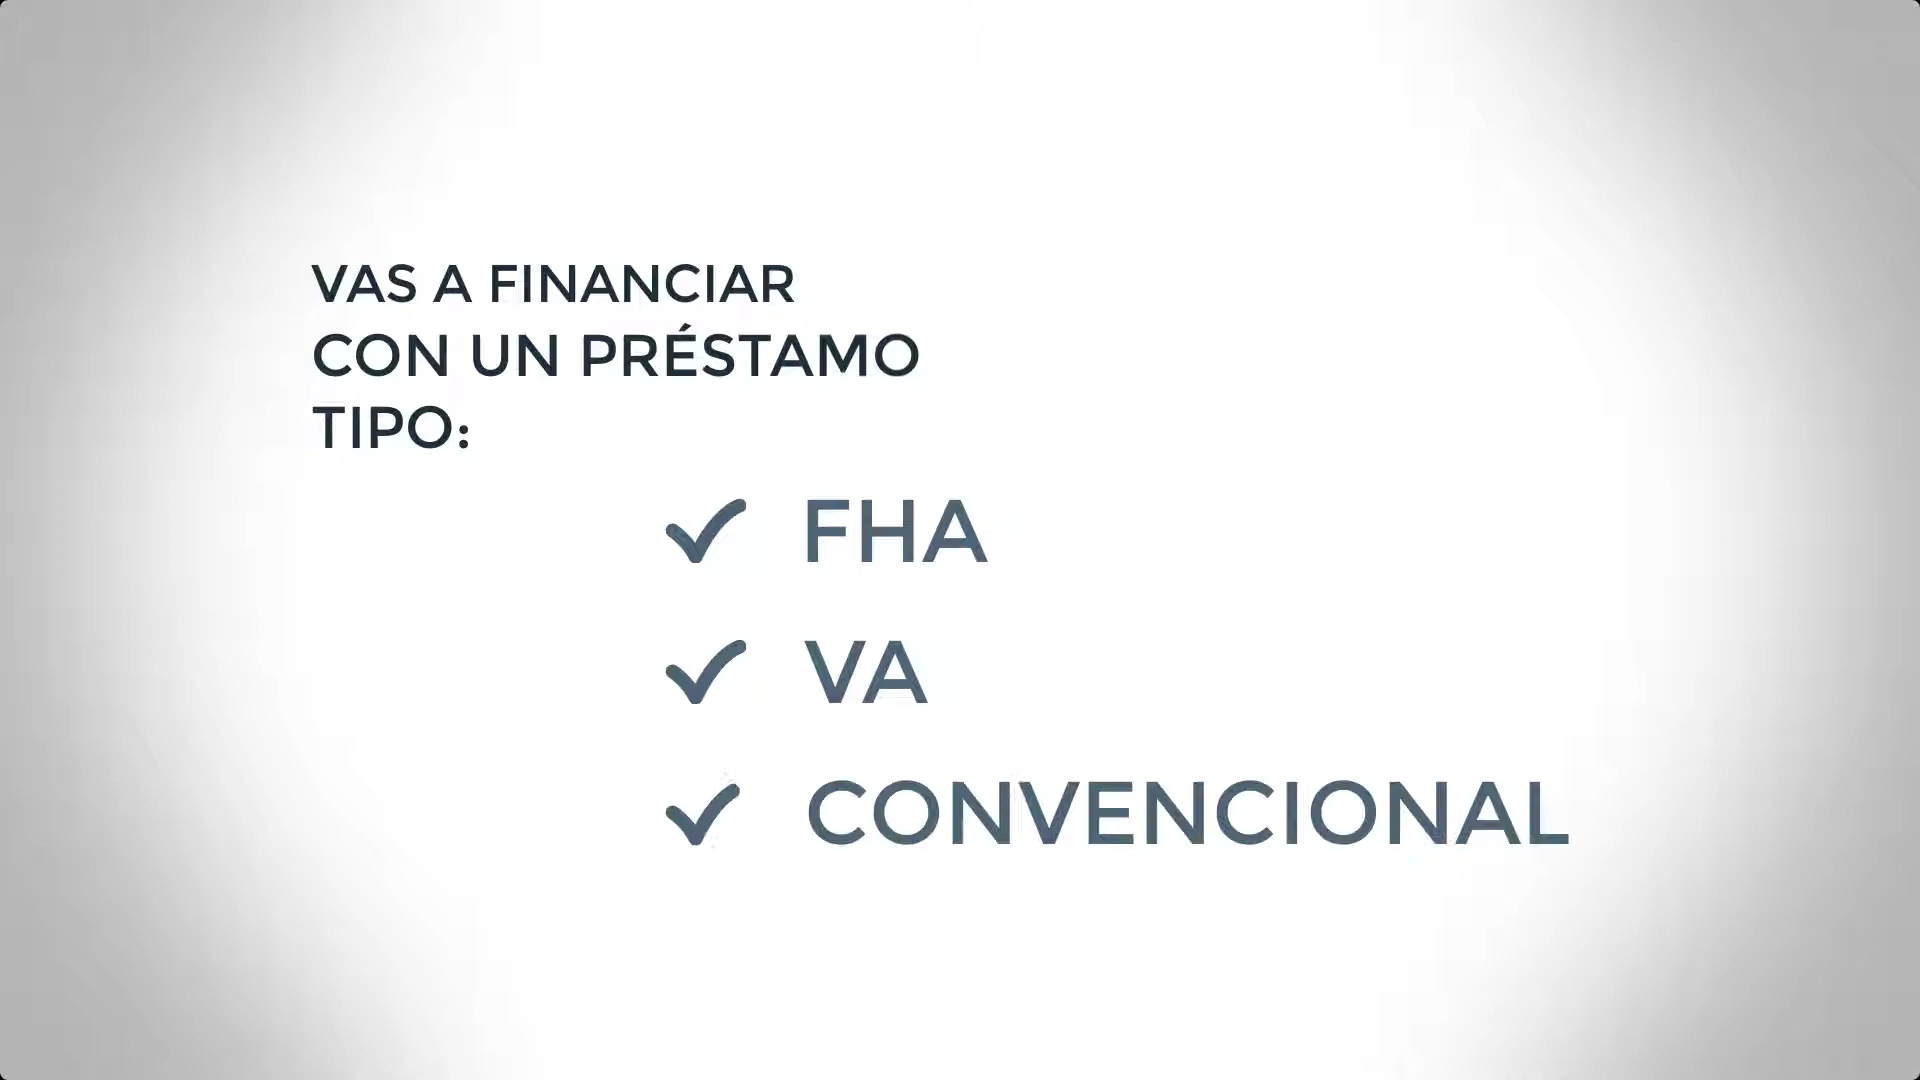 VAS A FINANCIAR
CON UN PRÉSTAMO
TIPO:
FHA
VA
CONVENCIONAL